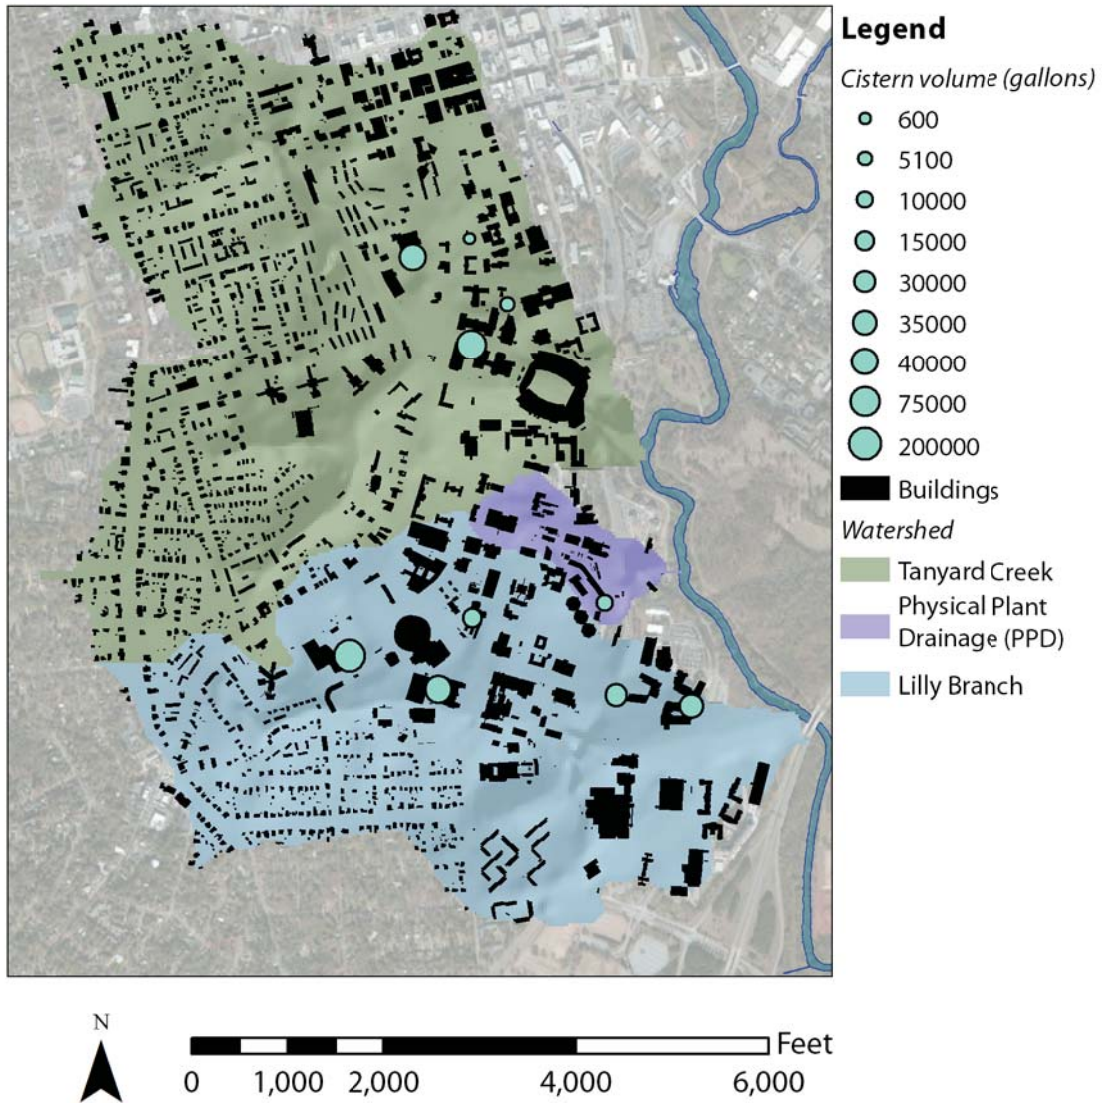 Legend
Cistern volume (gallons)
600
5100
10000
15000
30000
35000
40000
75000
200000
Buildings
Watershed
Tanyard Creek
Physical Plant
Drainage (PPD)
Lilly Branch
N
Feet
0 1,000 2,000 4,000 6,000